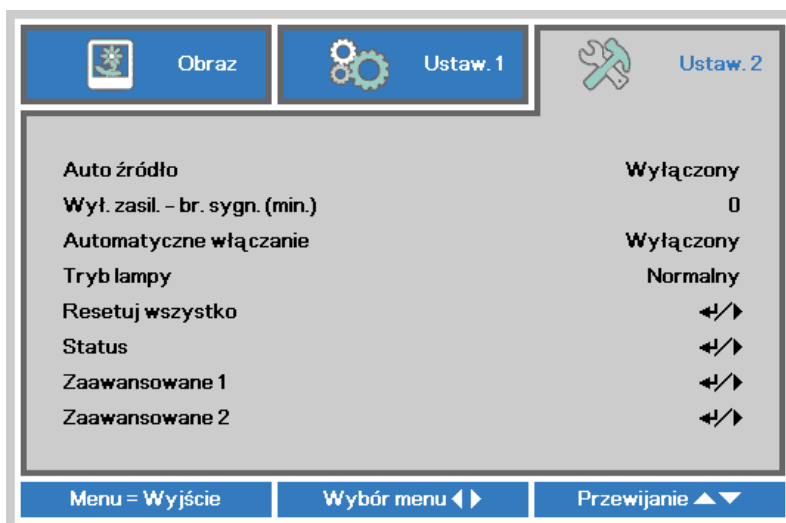 Obraz Ustaw. 1 Ustaw. 2
Auto źródło Wyłączony
Wył. zasil. – br. sygn. (min.) 0
Automatyczne włączanie Wyłączony
Tryb lampy Normalny
Resetuj wszystko ↵/▶
Status ↵/▶
Zaawansowane 1 ↵/▶
Zaawansowane 2 ↵/▶
Menu = Wyjście Wybór menu ◀▶ Przewijanie ▲▼